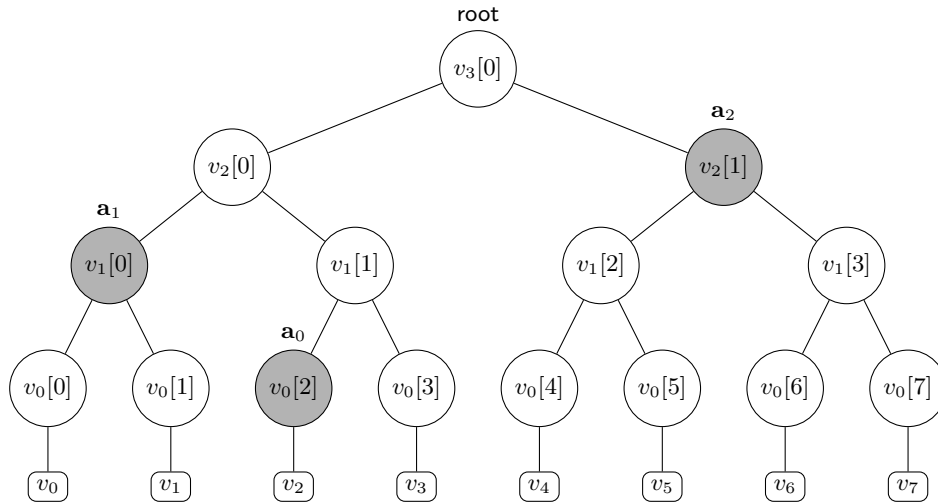 root
v₃[0]
a₂
v₂[0] v₂[1]
a₁
v₁[0] v₁[1] v₁[2] v₁[3]
a₀
v₀[0] v₀[1] v₀[2] v₀[3] v₀[4] v₀[5] v₀[6] v₀[7]
v₀ v₁ v₂ v₃ v₄ v₅ v₆ v₇